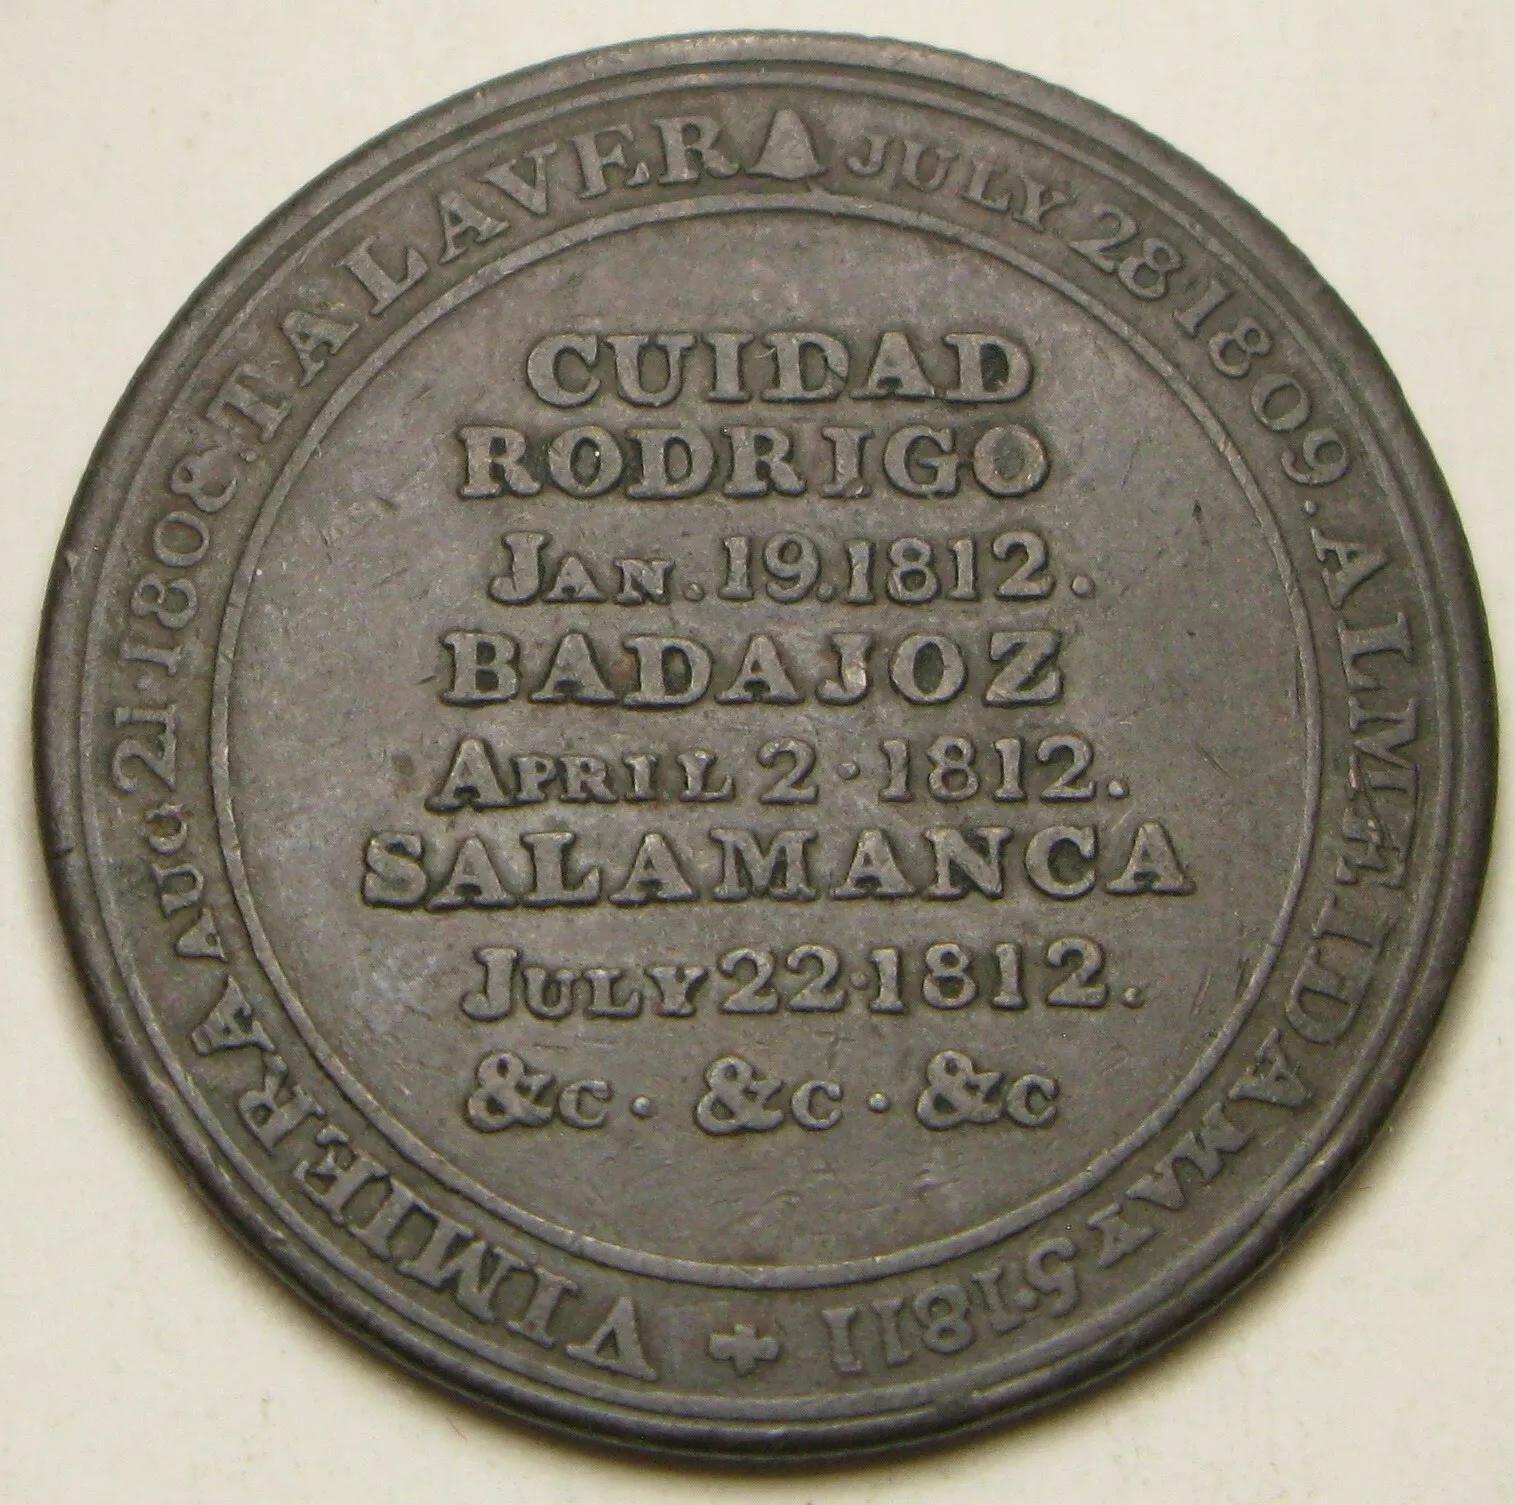 VIMIERA AUG 21·1808·TALAVERA JULY 28·1809·ALMAIDA MAY·5·1811
CUIDAD
RODRIGO
JAN.19.1812.
BADAJOZ
APRIL 2·1812.
SALAMANCA
JULY 22·1812.
&C·&C·&C